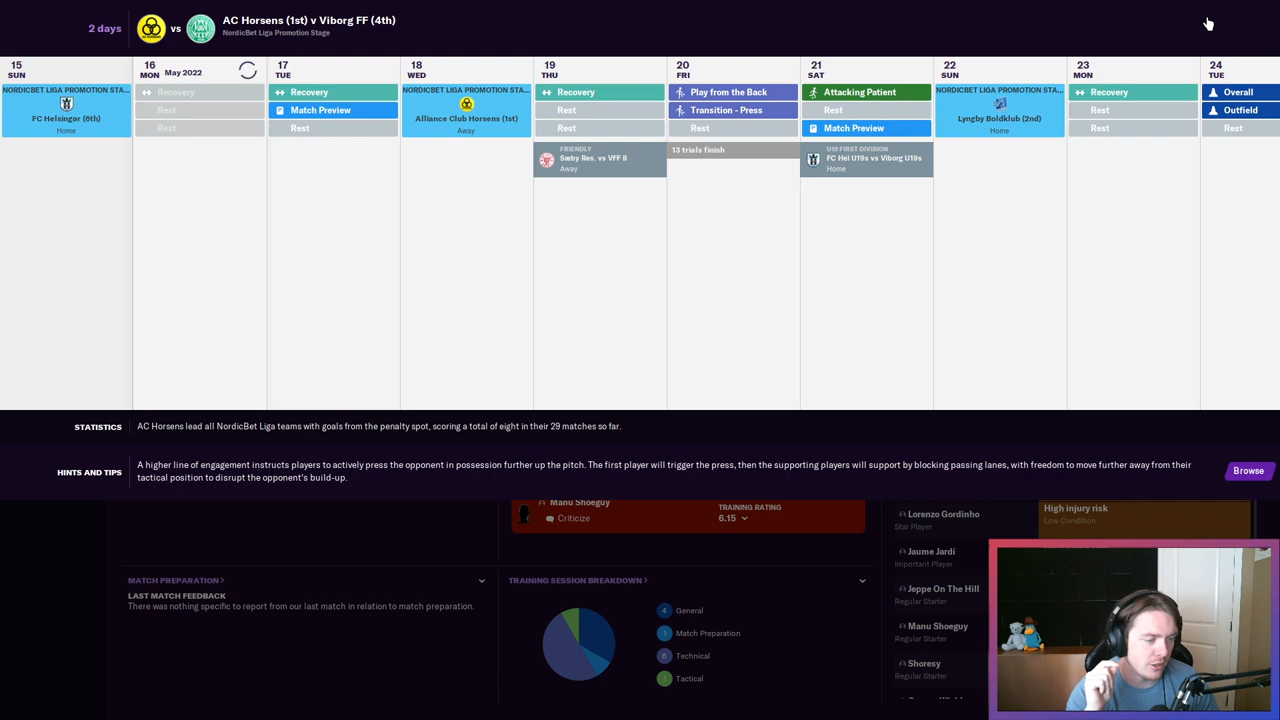 2 days
vs
AC Horsens (1st) v Viborg FF (4th)
NordicBet Liga Promotion Stage
15
SUN
16
MON May 2022
17
TUE
18
WED
19
THU
20
FRI
21
SAT
22
SUN
23
MON
24
TUE
NORDICBET LIGA PROMOTION STA...
FC Helsingør (6th)
Home
Recovery
Rest
Rest
Recovery
Match Preview
Rest
NORDICBET LIGA PROMOTION STA...
Alliance Club Horsens (1st)
Away
Recovery
Rest
Rest
FRIENDLY
Sæby Res. vs VFF II
Away
Play from the Back
Transition - Press
Rest
13 trials finish
Attacking Patient
Rest
Match Preview
U19 FIRST DIVISION
FC Hel U19s vs Viborg U19s
Home
NORDICBET LIGA PROMOTION STA...
Lyngby Boldklub (2nd)
Home
Recovery
Rest
Rest
Overall
Outfield
Rest
STATISTICS
AC Horsens lead all NordicBet Liga teams with goals from the penalty spot, scoring a total of eight in their 29 matches so far.
HINTS AND TIPS
A higher line of engagement instructs players to actively press the opponent in possession further up the pitch. The first player will trigger the press, then the supporting players will support by blocking passing lanes, with freedom to move further away from their
tactical position to disrupt the opponent's build-up.
Browse
Manu Shoeguy
Criticize
TRAINING RATING
6.15
Lorenzo Gordinho
Star Player
High injury risk
Low Condition
Jaume Jardí
Important Player
Jeppe On The Hill
Regular Starter
Manu Shoeguy
Regular Starter
Shoresy
Regular Starter
MATCH PREPARATION
LAST MATCH FEEDBACK
There was nothing specific to report from our last match in relation to match preparation.
TRAINING SESSION BREAKDOWN
4 General
1 Match Preparation
6 Technical
1 Tactical